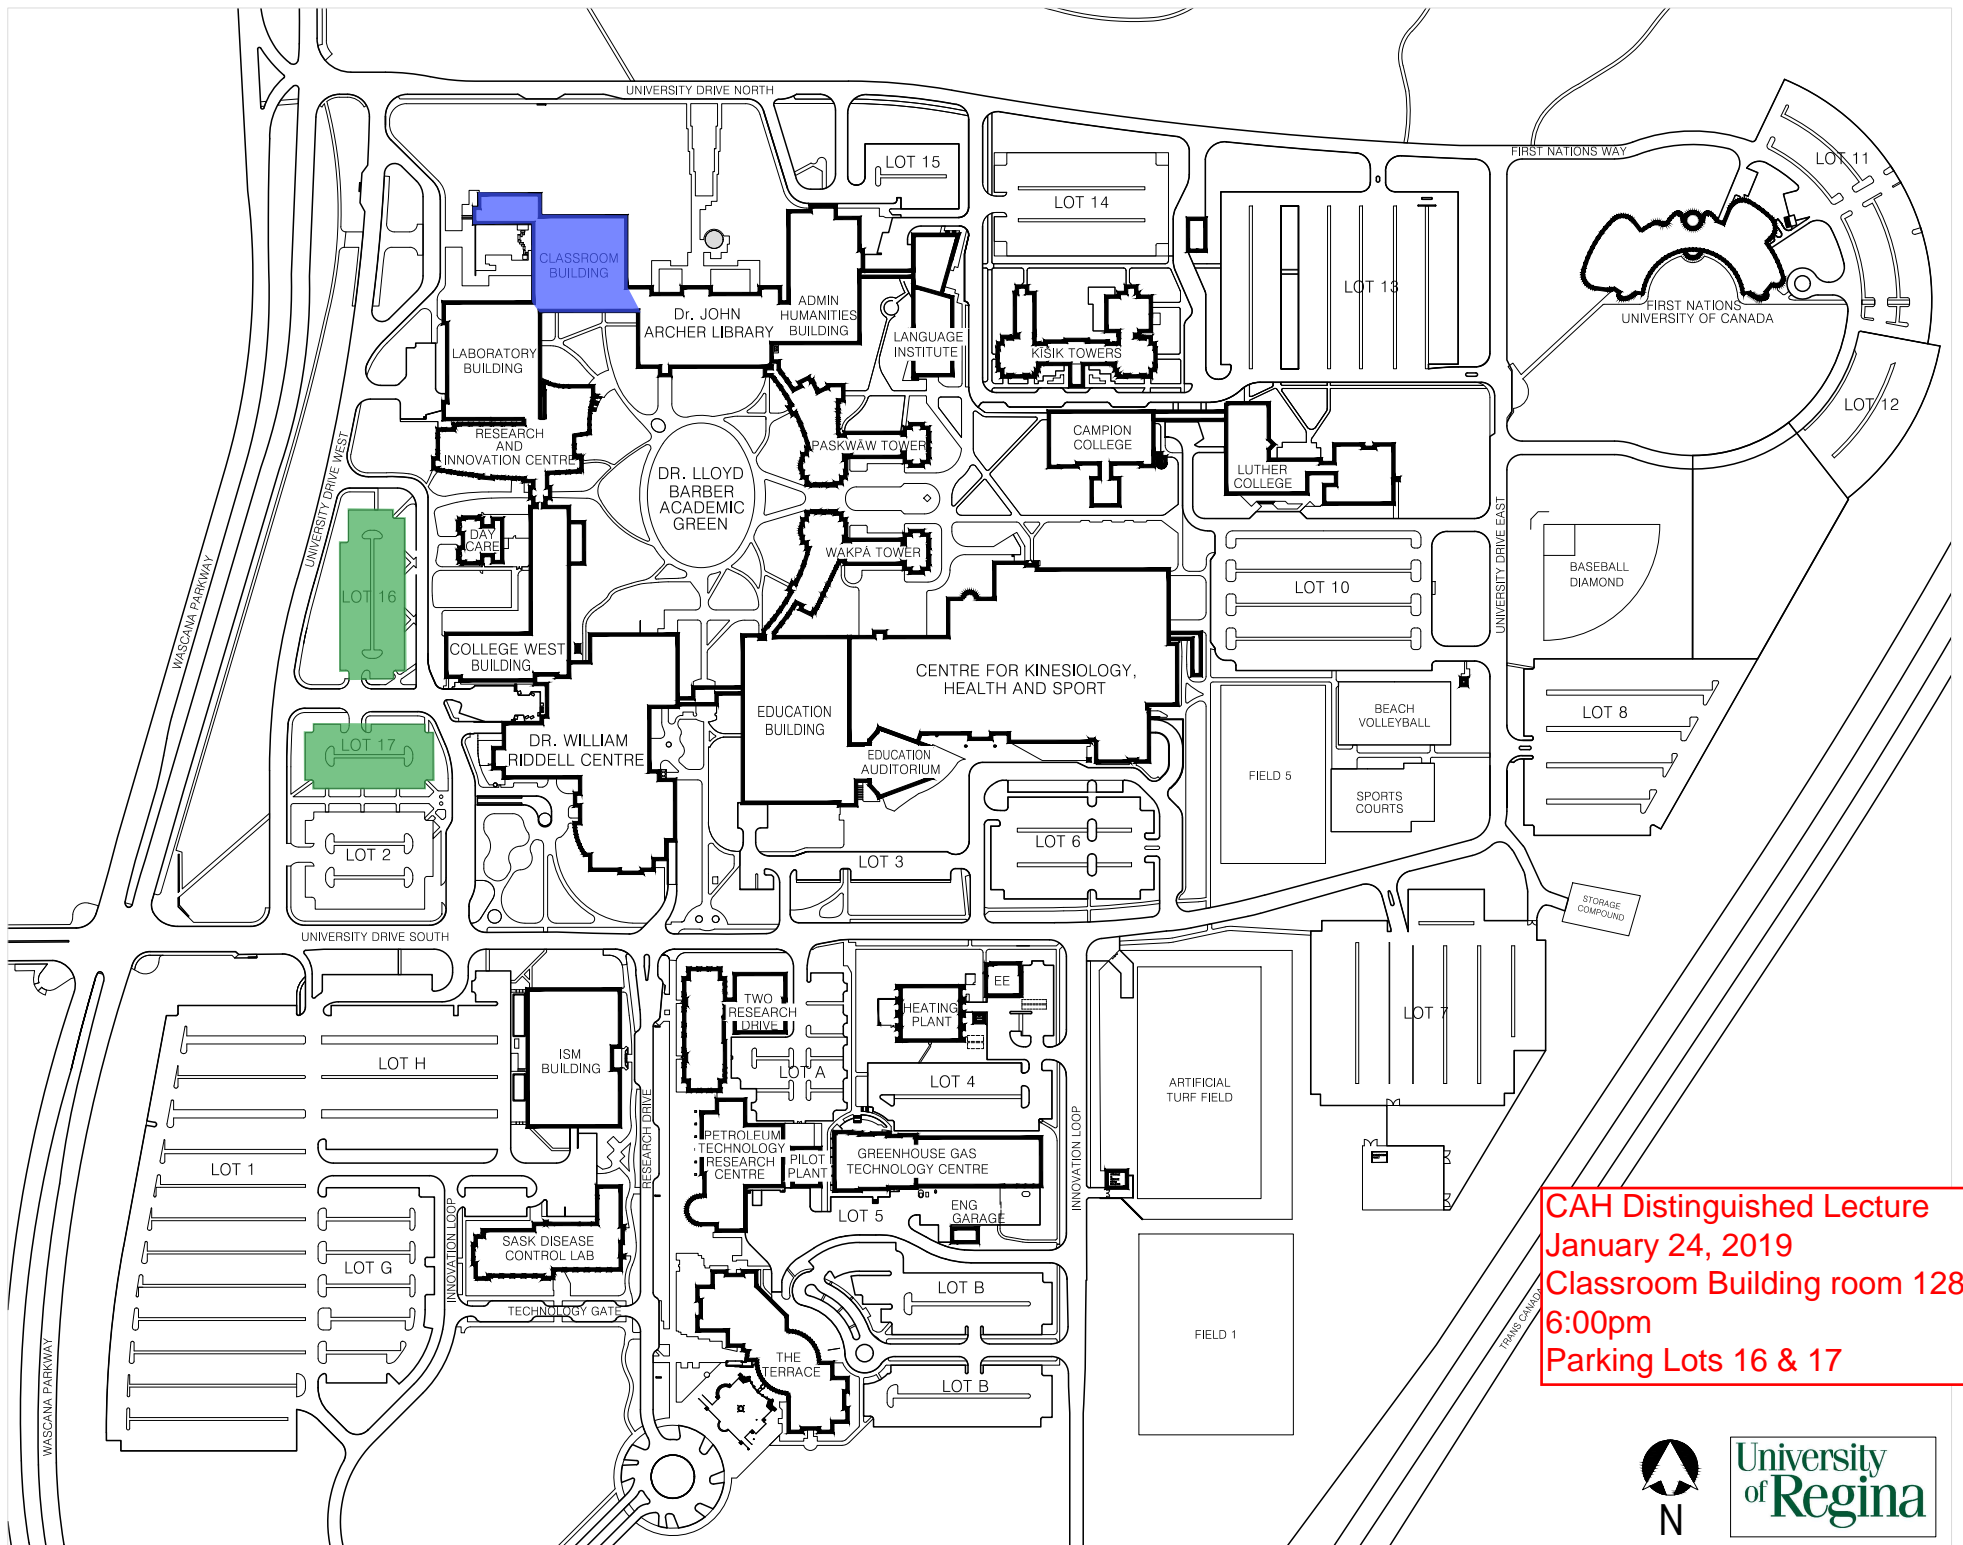 UNIVERSITY DRIVE NORTH
FIRST NATIONS WAY
LOT 15
LOT 11
LOT 14
CLASSROOM
BUILDING
LOT 13
ADMIN
HUMANITIES
BUILDING
Dr. JOHN
ARCHER LIBRARY
FIRST NATIONS
UNIVERSITY OF CANADA
LANGUAGE
INSTITUTE
KĪSIK TOWERS
LABORATORY
BUILDING
LOT 12
CAMPION
COLLEGE
RESEARCH
AND
INNOVATION CENTRE
PASKWĀW TOWER
LUTHER
COLLEGE
DR. LLOYD
BARBER
ACADEMIC
GREEN
UNIVERSITY DRIVE WEST
UNIVERSITY DRIVE EAST
DAY
CARE
WAKPÁ TOWER
BASEBALL
DIAMOND
LOT 10
LOT 16
WASCANA PARKWAY
COLLEGE WEST
BUILDING
CENTRE FOR KINESIOLOGY,
HEALTH AND SPORT
EDUCATION
BUILDING
BEACH
VOLLEYBALL
LOT 8
LOT 17
DR. WILLIAM
RIDDELL CENTRE
EDUCATION
AUDITORIUM
FIELD 5
SPORTS
COURTS
LOT 2
LOT 3
LOT 6
STORAGE
COMPOUND
UNIVERSITY DRIVE SOUTH
EE
TWO
RESEARCH
DRIVE
HEATING
PLANT
LOT 7
ISM
BUILDING
LOT H
LOT A
LOT 4
ARTIFICIAL
TURF FIELD
RESEARCH DRIVE
INNOVATION LOOP
PETROLEUM
TECHNOLOGY
RESEARCH
CENTRE
PILOT
PLANT
GREENHOUSE GAS
TECHNOLOGY CENTRE
LOT 1
LOT 5
ENG
GARAGE
INNOVATION LOOP
SASK DISEASE
CONTROL LAB
LOT G
LOT B
TECHNOLOGY GATE
FIELD 1
THE
TERRACE
LOT B
WASCANA PARKWAY
TRANS CANADA
CAH Distinguished Lecture
January 24, 2019
Classroom Building room 128
6:00pm
Parking Lots 16 & 17
N
University
of Regina